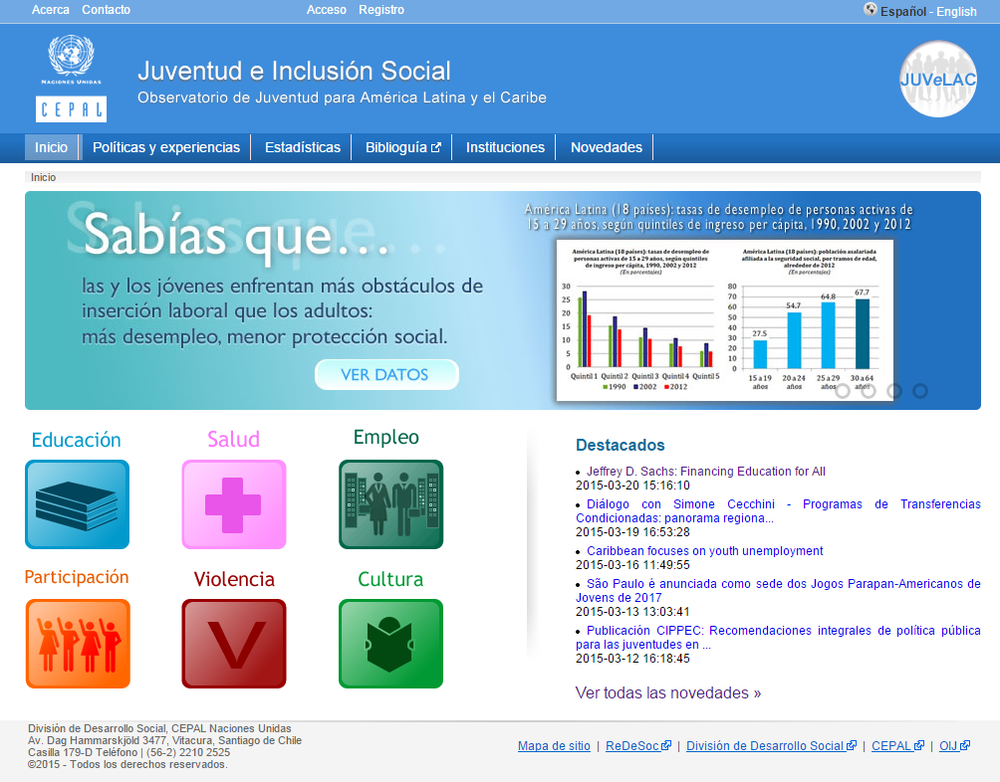 Acerca Contacto Acceso Registro Español - English
NACIONES UNIDAS
CEPAL
Juventud e Inclusión Social
Observatorio de Juventud para América Latina y el Caribe
JUVeLAC
Inicio Políticas y experiencias Estadísticas Biblioguía Instituciones Novedades
Inicio
Sabías que...
las y los jóvenes enfrentan más obstáculos de
inserción laboral que los adultos:
más desempleo, menor protección social.
VER DATOS
América Latina (18 países): tasas de desempleo de personas activas de
15 a 29 años, según quintiles de ingreso per cápita, 1990, 2002 y 2012
América Latina (18 países): tasas de desempleo de
personas activas de 15 a 29 años, según quintiles
de ingreso per cápita, 1990, 2002 y 2012
(En porcentajes)
30
25
20
15
10
5
0
Quintil 1 Quintil 2 Quintil 3 Quintil 4 Quintil 5
1990 2002 2012
América Latina (18 países): población asalariada
afiliada a la seguridad social, por tramos de edad,
alrededor de 2012
(En porcentajes)
80
70
60
50
40
30
20
10
0
27.5 54.7 64.8 67.7
15 a 19 20 a 24 25 a 29 30 a 64
años años años años
Educación Salud Empleo
Participación Violencia Cultura
V
Destacados
Jeffrey D. Sachs: Financing Education for All
2015-03-20 15:16:10
Diálogo con Simone Cecchini - Programas de Transferencias
Condicionadas: panorama regiona...
2015-03-19 16:53:28
Caribbean focuses on youth unemployment
2015-03-16 11:49:55
São Paulo é anunciada como sede dos Jogos Parapan-Americanos de
Jovens de 2017
2015-03-13 13:03:41
Publicación CIPPEC: Recomendaciones integrales de política pública
para las juventudes en ...
2015-03-12 16:18:45
Ver todas las novedades »
División de Desarrollo Social, CEPAL Naciones Unidas
Av. Dag Hammarskjöld 3477, Vitacura, Santiago de Chile
Casilla 179-D Teléfono | (56-2) 2210 2525
©2015 - Todos los derechos reservados.
Mapa de sitio | ReDeSoc | División de Desarrollo Social | CEPAL | OIJ